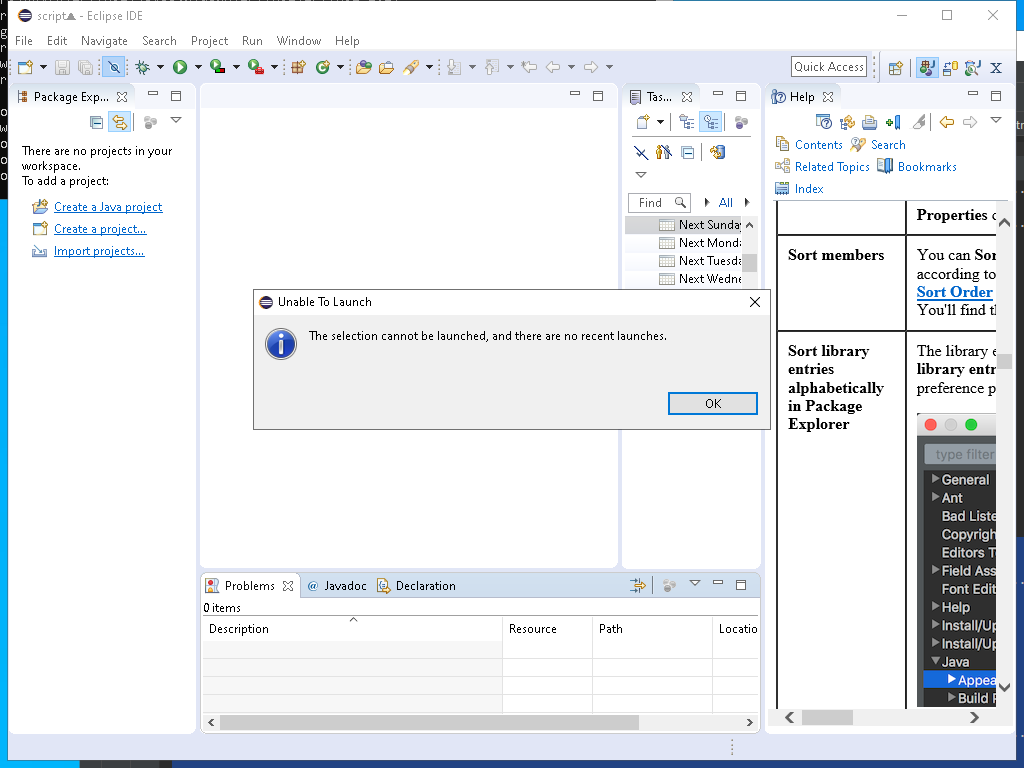 script▲ - Eclipse IDE
File Edit Navigate Search Project Run Window Help
Quick Access
Package Exp...
There are no projects in your
workspace.
To add a project:
Create a Java project
Create a project...
Import projects...
Tas...
Find
All
Next Sunday
Next Monda
Next Tuesda
Next Wedne
Help
Contents Search
Related Topics Bookmarks
Index
Properties
Sort members
You can Sor
according to
Sort Order
You'll find th
Sort library
entries
alphabetically
in Package
Explorer
The library e
library entr
preference p
type filter
General
Ant
Bad Liste
Copyrigh
Editors T
Field Ass
Font Edit
Help
Install/Up
Install/Up
Java
Appea
Build P
Unable To Launch
The selection cannot be launched, and there are no recent launches.
OK
Problems @ Javadoc Declaration
0 items
Description Resource Path Locatio